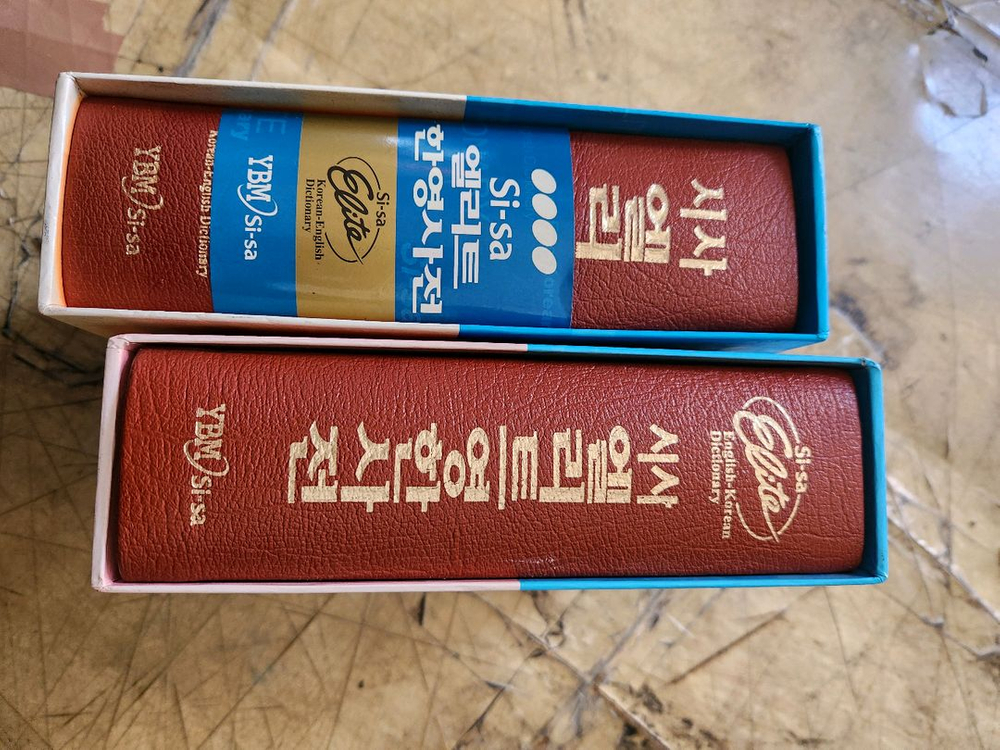 시사
엘리
Si-sa
엘리트
한영사전
Si-sa
Elite
Korean-English
Dictionary
YBM Si-sa
Korean-English Dictionary
YBM Si-sa
Si-sa
Elite
English-Korean
Dictionary
시사
엘리트
영한
사전
YBM Si-sa